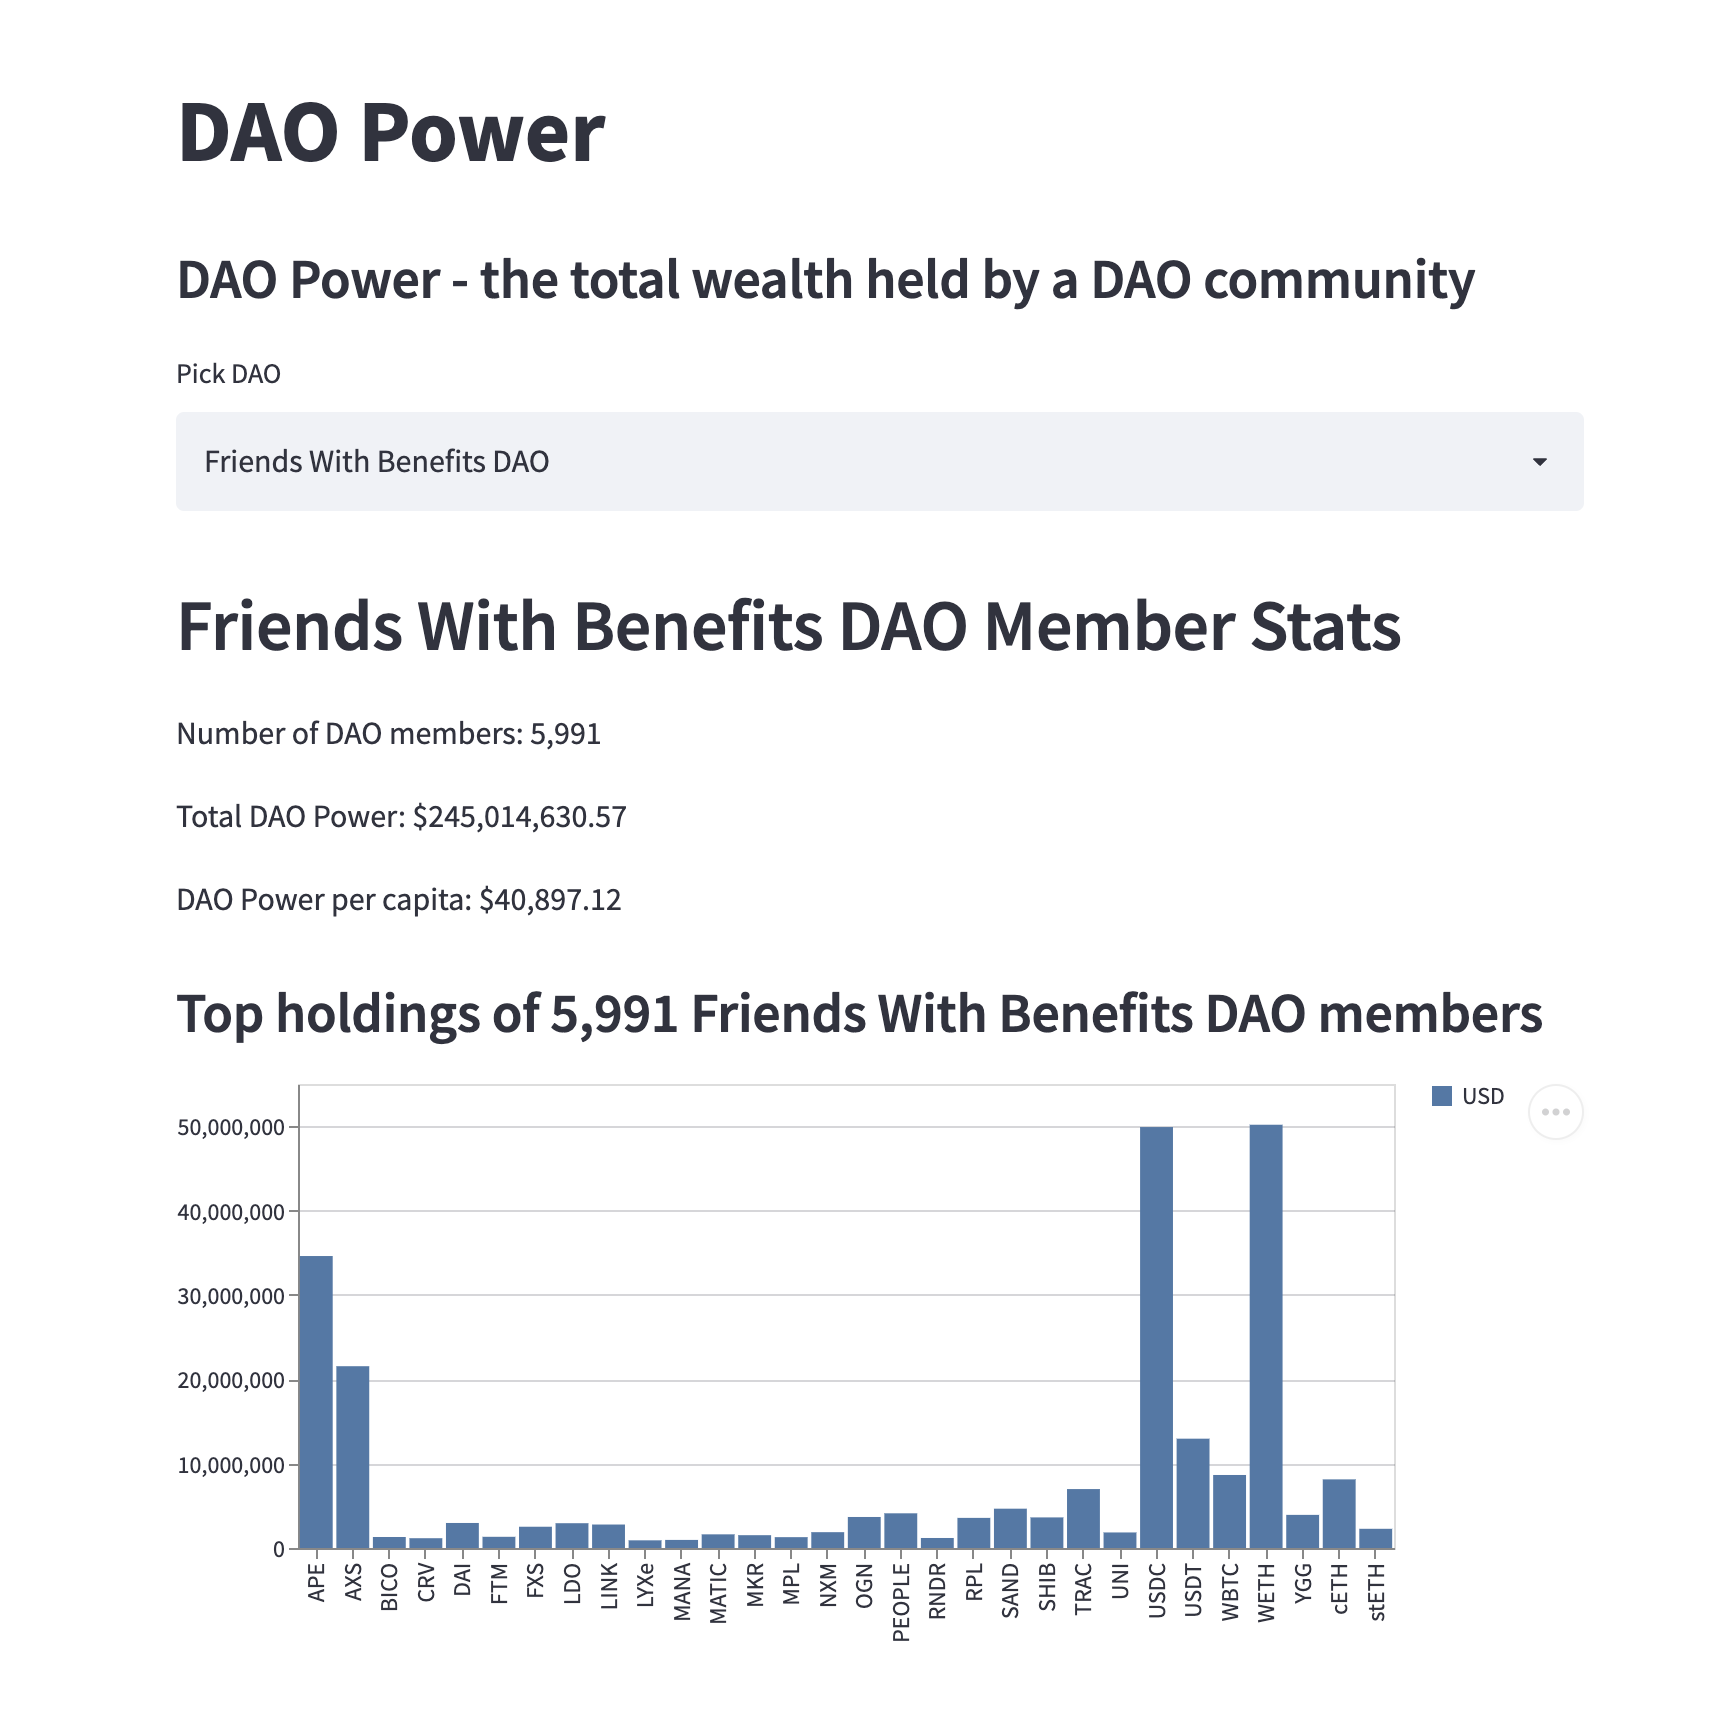 DAO Power
DAO Power - the total wealth held by a DAO community
Pick DAO
Friends With Benefits DAO
Friends With Benefits DAO Member Stats
Number of DAO members: 5,991
Total DAO Power: $245,014,630.57
DAO Power per capita: $40,897.12
Top holdings of 5,991 Friends With Benefits DAO members
USD
50,000,000
40,000,000
30,000,000
20,000,000
10,000,000
0
APE
AXS
BICO
CRV
DAI
FTM
FXS
LDO
LINK
LYXe
MANA
MATIC
MKR
MPL
NXM
OGN
PEOPLE
RNDR
RPL
SAND
SHIB
TRAC
UNI
USDC
USDT
WBTC
WETH
YGG
cETH
stETH